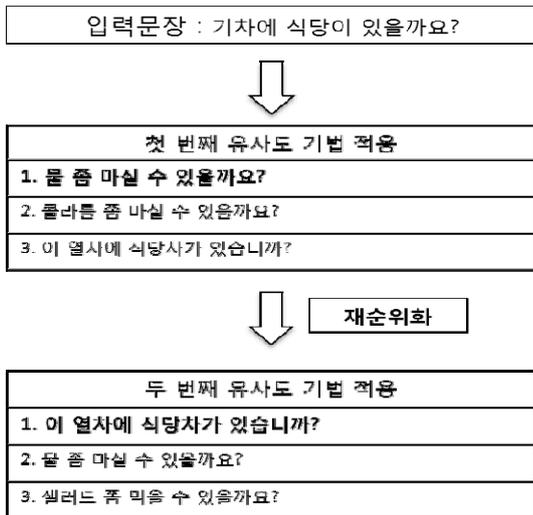 입력문장 : 기차에 식당이 있을까요?
첫 번째 유사도 기법 적용
1. 물 좀 마실 수 있을까요?
2. 콜라를 좀 마실 수 있을까요?
3. 이 열차에 식당차가 있습니까?
재순위화
두 번째 유사도 기법 적용
1. 이 열차에 식당차가 있습니까?
2. 물 좀 마실 수 있을까요?
3. 샐러드 좀 먹을 수 있을까요?